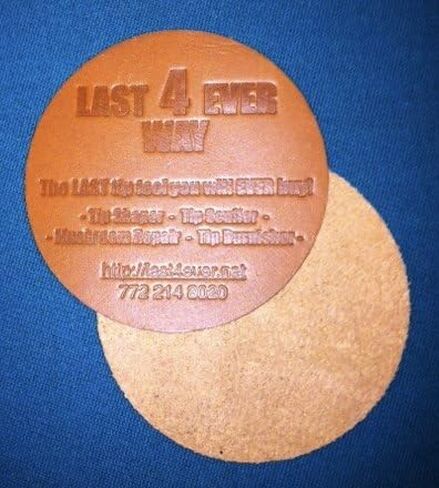 LAST 4 EVER
WAY
The LAST tip tool you will EVER buy!
- Tip Shaper - Tip Scuffer -
- Mushroom Repair - Tip Burnisher -
http://last4ever.net
772 214 8020